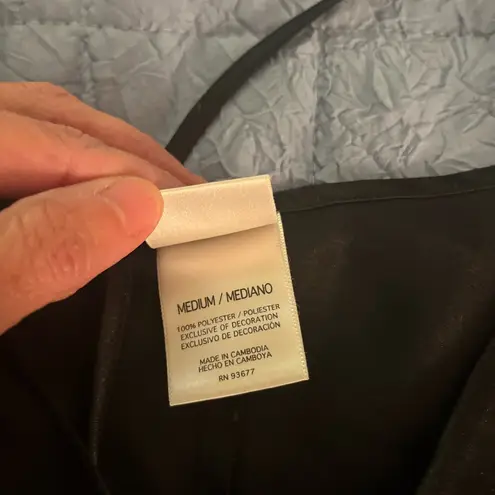 MEDIUM / MEDIANO
100% POLYESTER / POLIESTER
EXCLUSIVE OF DECORATION
EXCLUSIVO DE DECORACIÓN
MADE IN CAMBODIA
HECHO EN CAMBOYA
RN 93677